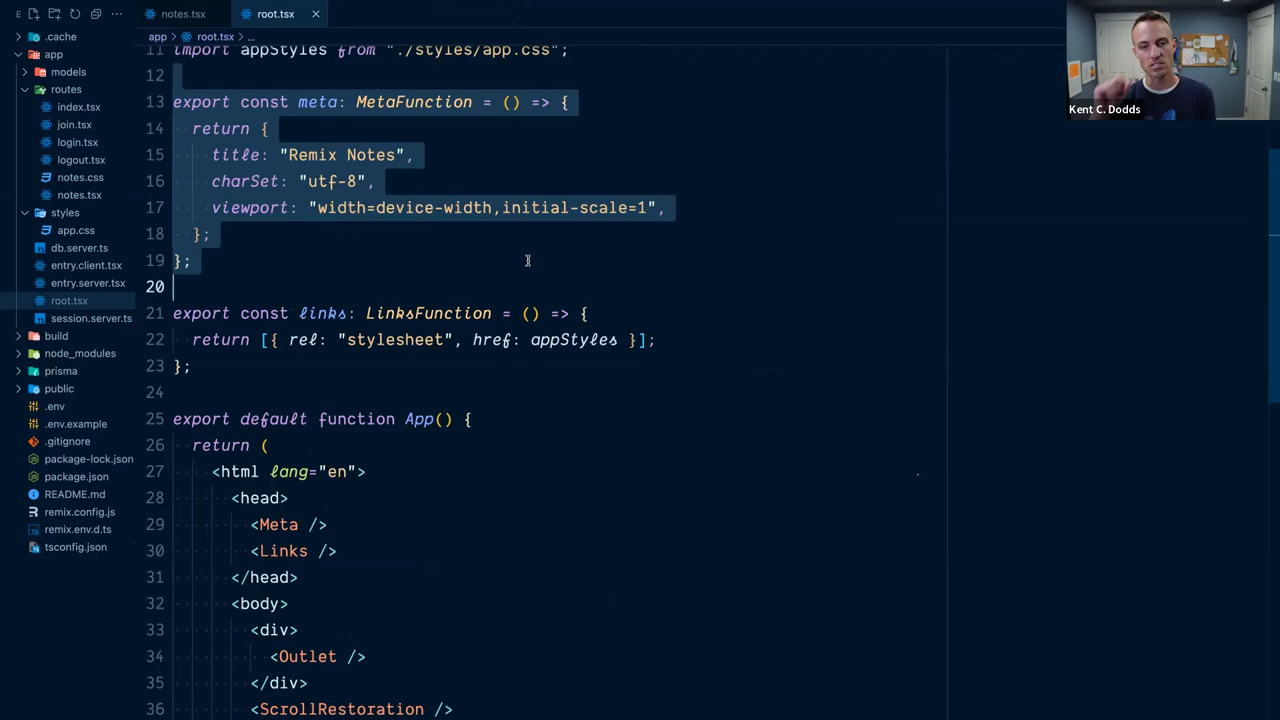 E
notes.tsx
root.tsx
app
root.tsx
...
.cache
app
models
routes
index.tsx
join.tsx
login.tsx
logout.tsx
notes.css
notes.tsx
styles
app.css
db.server.ts
entry.client.tsx
entry.server.tsx
root.tsx
session.server.ts
build
node_modules
prisma
public
.env
.env.example
.gitignore
package-lock.json
package.json
README.md
remix.config.js
remix.env.d.ts
tsconfig.json
11 import appStyles from "./styles/app.css";
12
13 export const meta: MetaFunction = () => {
14 return {
15 title: "Remix Notes",
16 charSet: "utf-8",
17 viewport: "width=device-width,initial-scale=1",
18 };
19 };
20
21 export const links: LinksFunction = () => {
22 return [{ rel: "stylesheet", href: appStyles }];
23 };
24
25 export default function App() {
26 return (
27 <html lang="en">
28 <head>
29 <Meta />
30 <Links />
31 </head>
32 <body>
33 <div>
34 <Outlet />
35 </div>
36 <ScrollRestoration />
Kent C. Dodds